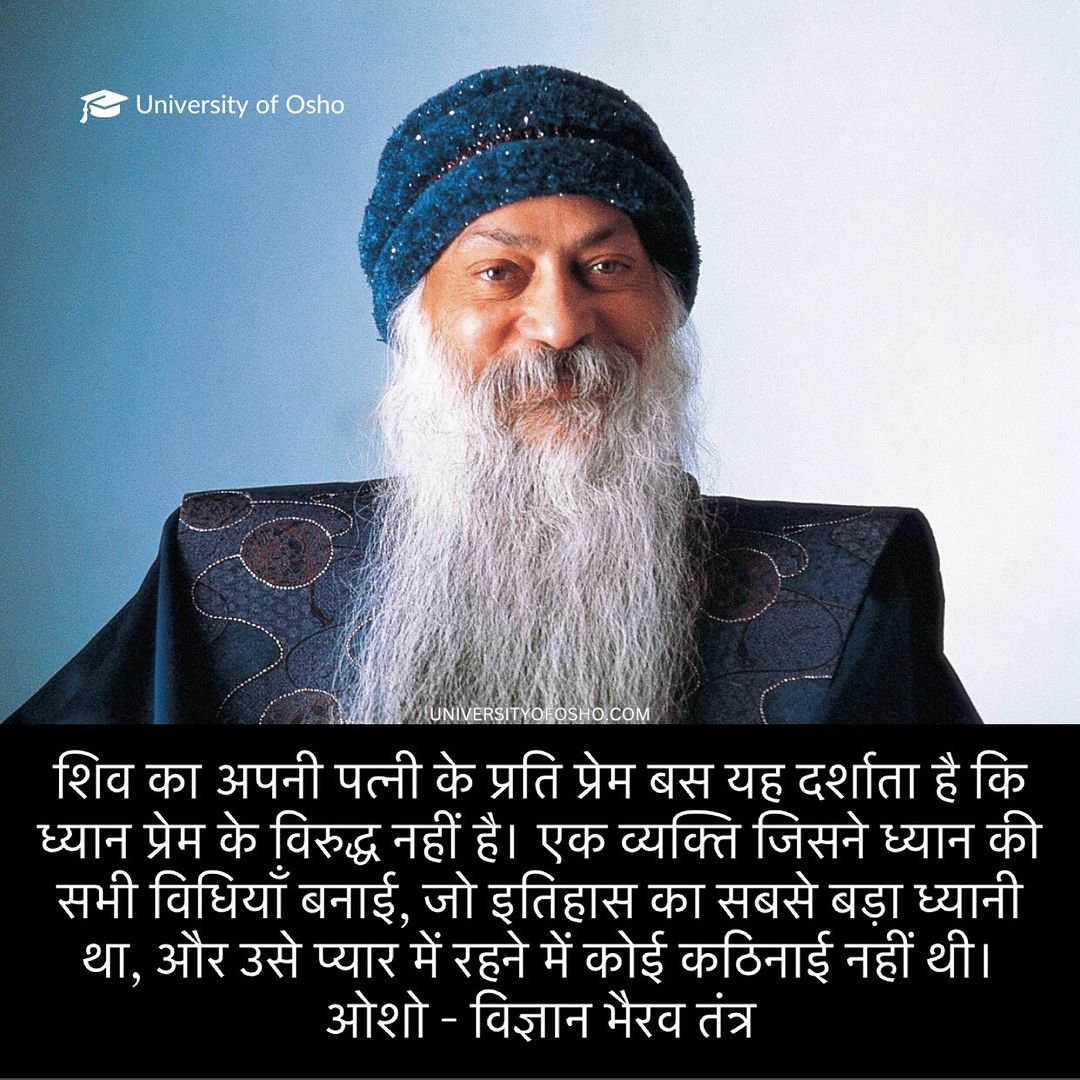 University of Osho
UNIVERSITYOFOSHO.COM
शिव का अपनी पत्नी के प्रति प्रेम बस यह दर्शाता है कि
ध्यान प्रेम के विरुद्ध नहीं है। एक व्यक्ति जिसने ध्यान की
सभी विधियाँ बनाई, जो इतिहास का सबसे बड़ा ध्यानी
था, और उसे प्यार में रहने में कोई कठिनाई नहीं थी।
ओशो - विज्ञान भैरव तंत्र